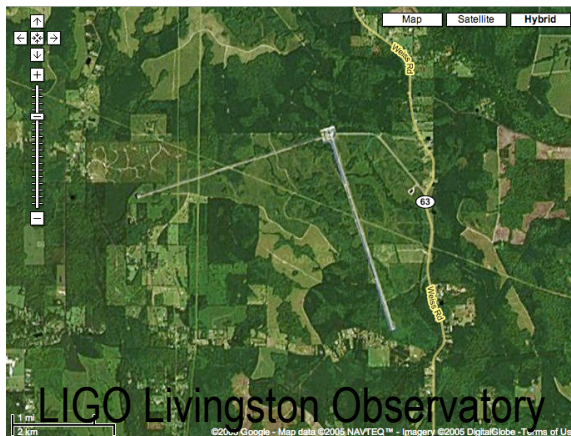 Map Satellite Hybrid
Weiss Rd
63
Weiss Rd
LIGO Livingston Observatory
1 mi
2 km
©2005 Google - Map data ©2005 NAVTEQ™ - Imagery ©2005 DigitalGlobe - Terms of Us